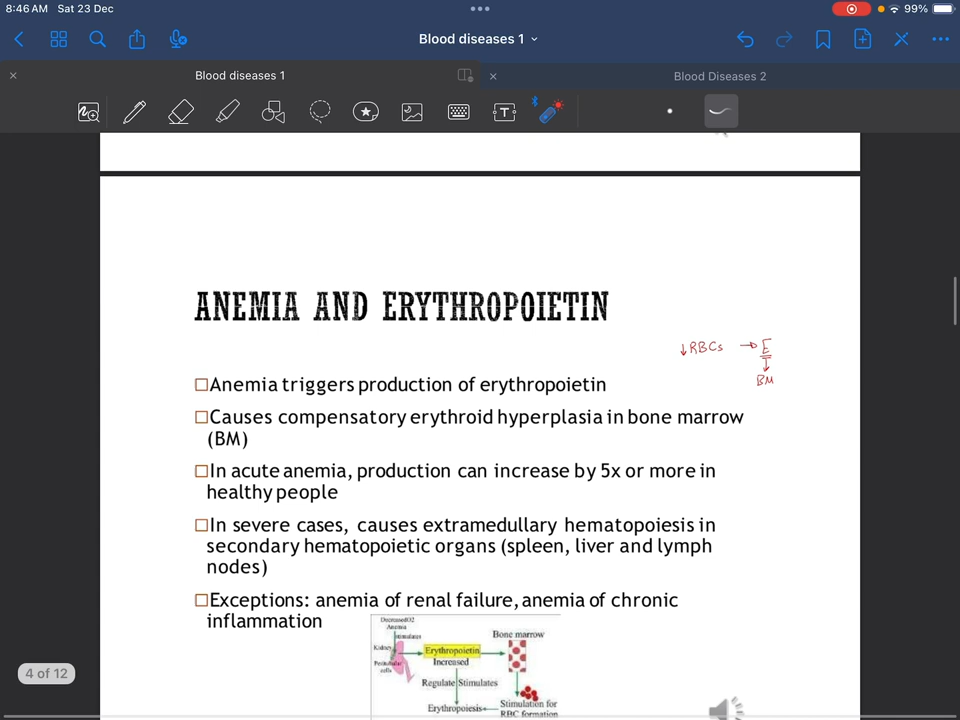 8:46 AM Sat 23 Dec
99%
Blood diseases 1
Blood diseases 1
Blood Diseases 2
T
ANEMIA AND ERYTHROPOIETIN
↓RBCs → E
↓
BM
Anemia triggers production of erythropoietin
Causes compensatory erythroid hyperplasia in bone marrow
(BM)
In acute anemia, production can increase by 5x or more in
healthy people
In severe cases, causes extramedullary hematopoiesis in
secondary hematopoietic organs (spleen, liver and lymph
nodes)
Exceptions: anemia of renal failure, anemia of chronic
inflammation
Anemia
stimulates
Kidney
cells
Erythropoietin
Increased
Bone marrow
Regulate Stimulates
Erythropoiesis
Stimulation for
RBC formation
4 of 12